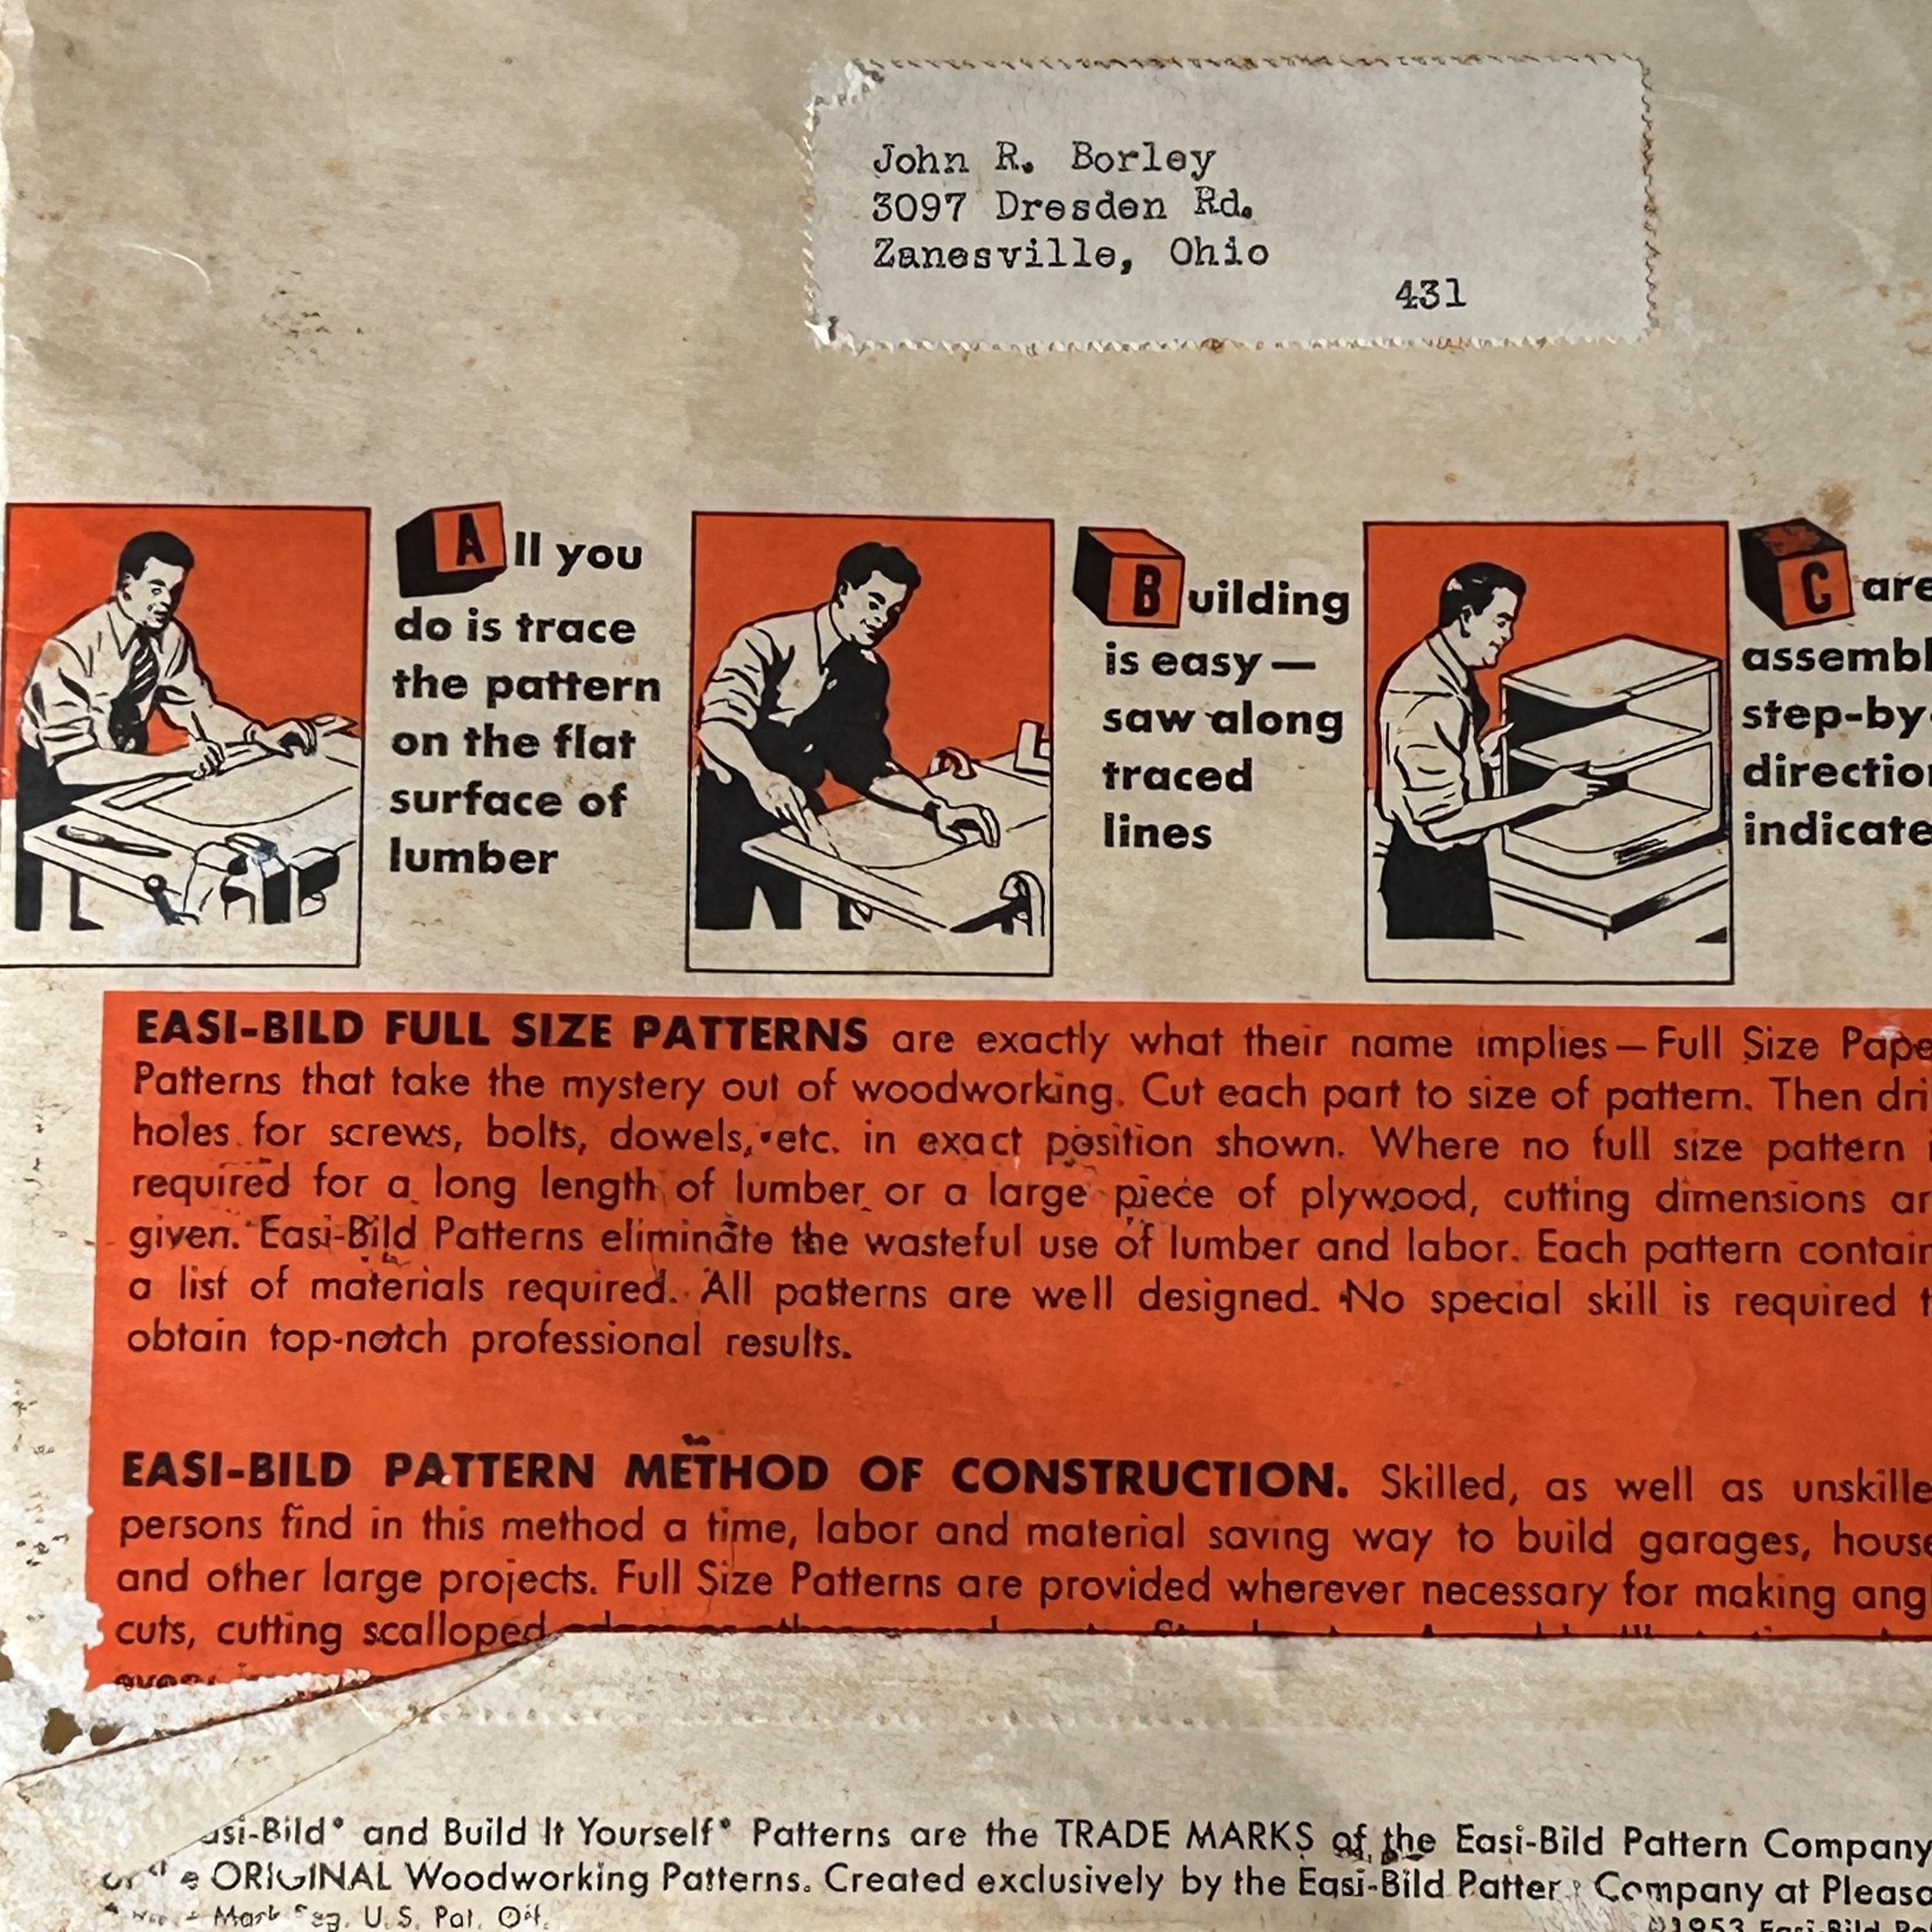 John R. Borley
3097 Dresden Rd.
Zanesville, Ohio
431
All you
do is trace
the pattern
on the flat
surface of
lumber
Building
is easy —
saw along
traced
lines
C are
assembl
step-by
direction
indicate
EASI-BILD FULL SIZE PATTERNS are exactly what their name implies — Full Size Pape
Patterns that take the mystery out of woodworking. Cut each part to size of pattern. Then dri
holes for screws, bolts, dowels, etc. in exact position shown. Where no full size pattern i
required for a long length of lumber or a large piece of plywood, cutting dimensions ar
given. Easi-Bild Patterns eliminate the wasteful use of lumber and labor. Each pattern contain
a list of materials required. All patterns are well designed. No special skill is required t
obtain top-notch professional results.
EASI-BILD PATTERN METHOD OF CONSTRUCTION. Skilled, as well as unskille
persons find in this method a time, labor and material saving way to build garages, house
and other large projects. Full Size Patterns are provided wherever necessary for making angl
cuts, cutting scalloped
asi-Bild® and Build It Yourself® Patterns are the TRADE MARKS of the Easi-Bild Pattern Company
ORIGINAL Woodworking Patterns. Created exclusively by the Easi-Bild Patter Company at Pleasa
Mark Reg. U.S. Pat. Off.
©1953 Easi-Bild